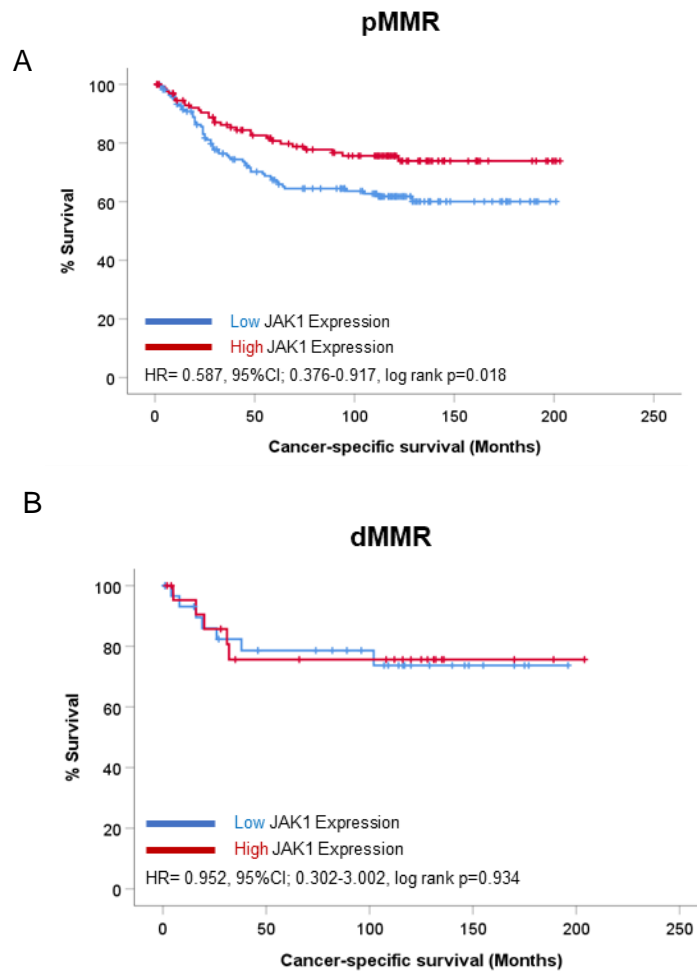 pMMR
A
100
80
60
40
20
0
% Survival
Low JAK1 Expression
High JAK1 Expression
HR= 0.587, 95%CI; 0.376-0.917, log rank p=0.018
0 50 100 150 200 250
Cancer-specific survival (Months)
B
dMMR
100
80
60
40
20
0
% Survival
Low JAK1 Expression
High JAK1 Expression
HR= 0.952, 95%CI; 0.302-3.002, log rank p=0.934
0 50 100 150 200 250
Cancer-specific survival (Months)